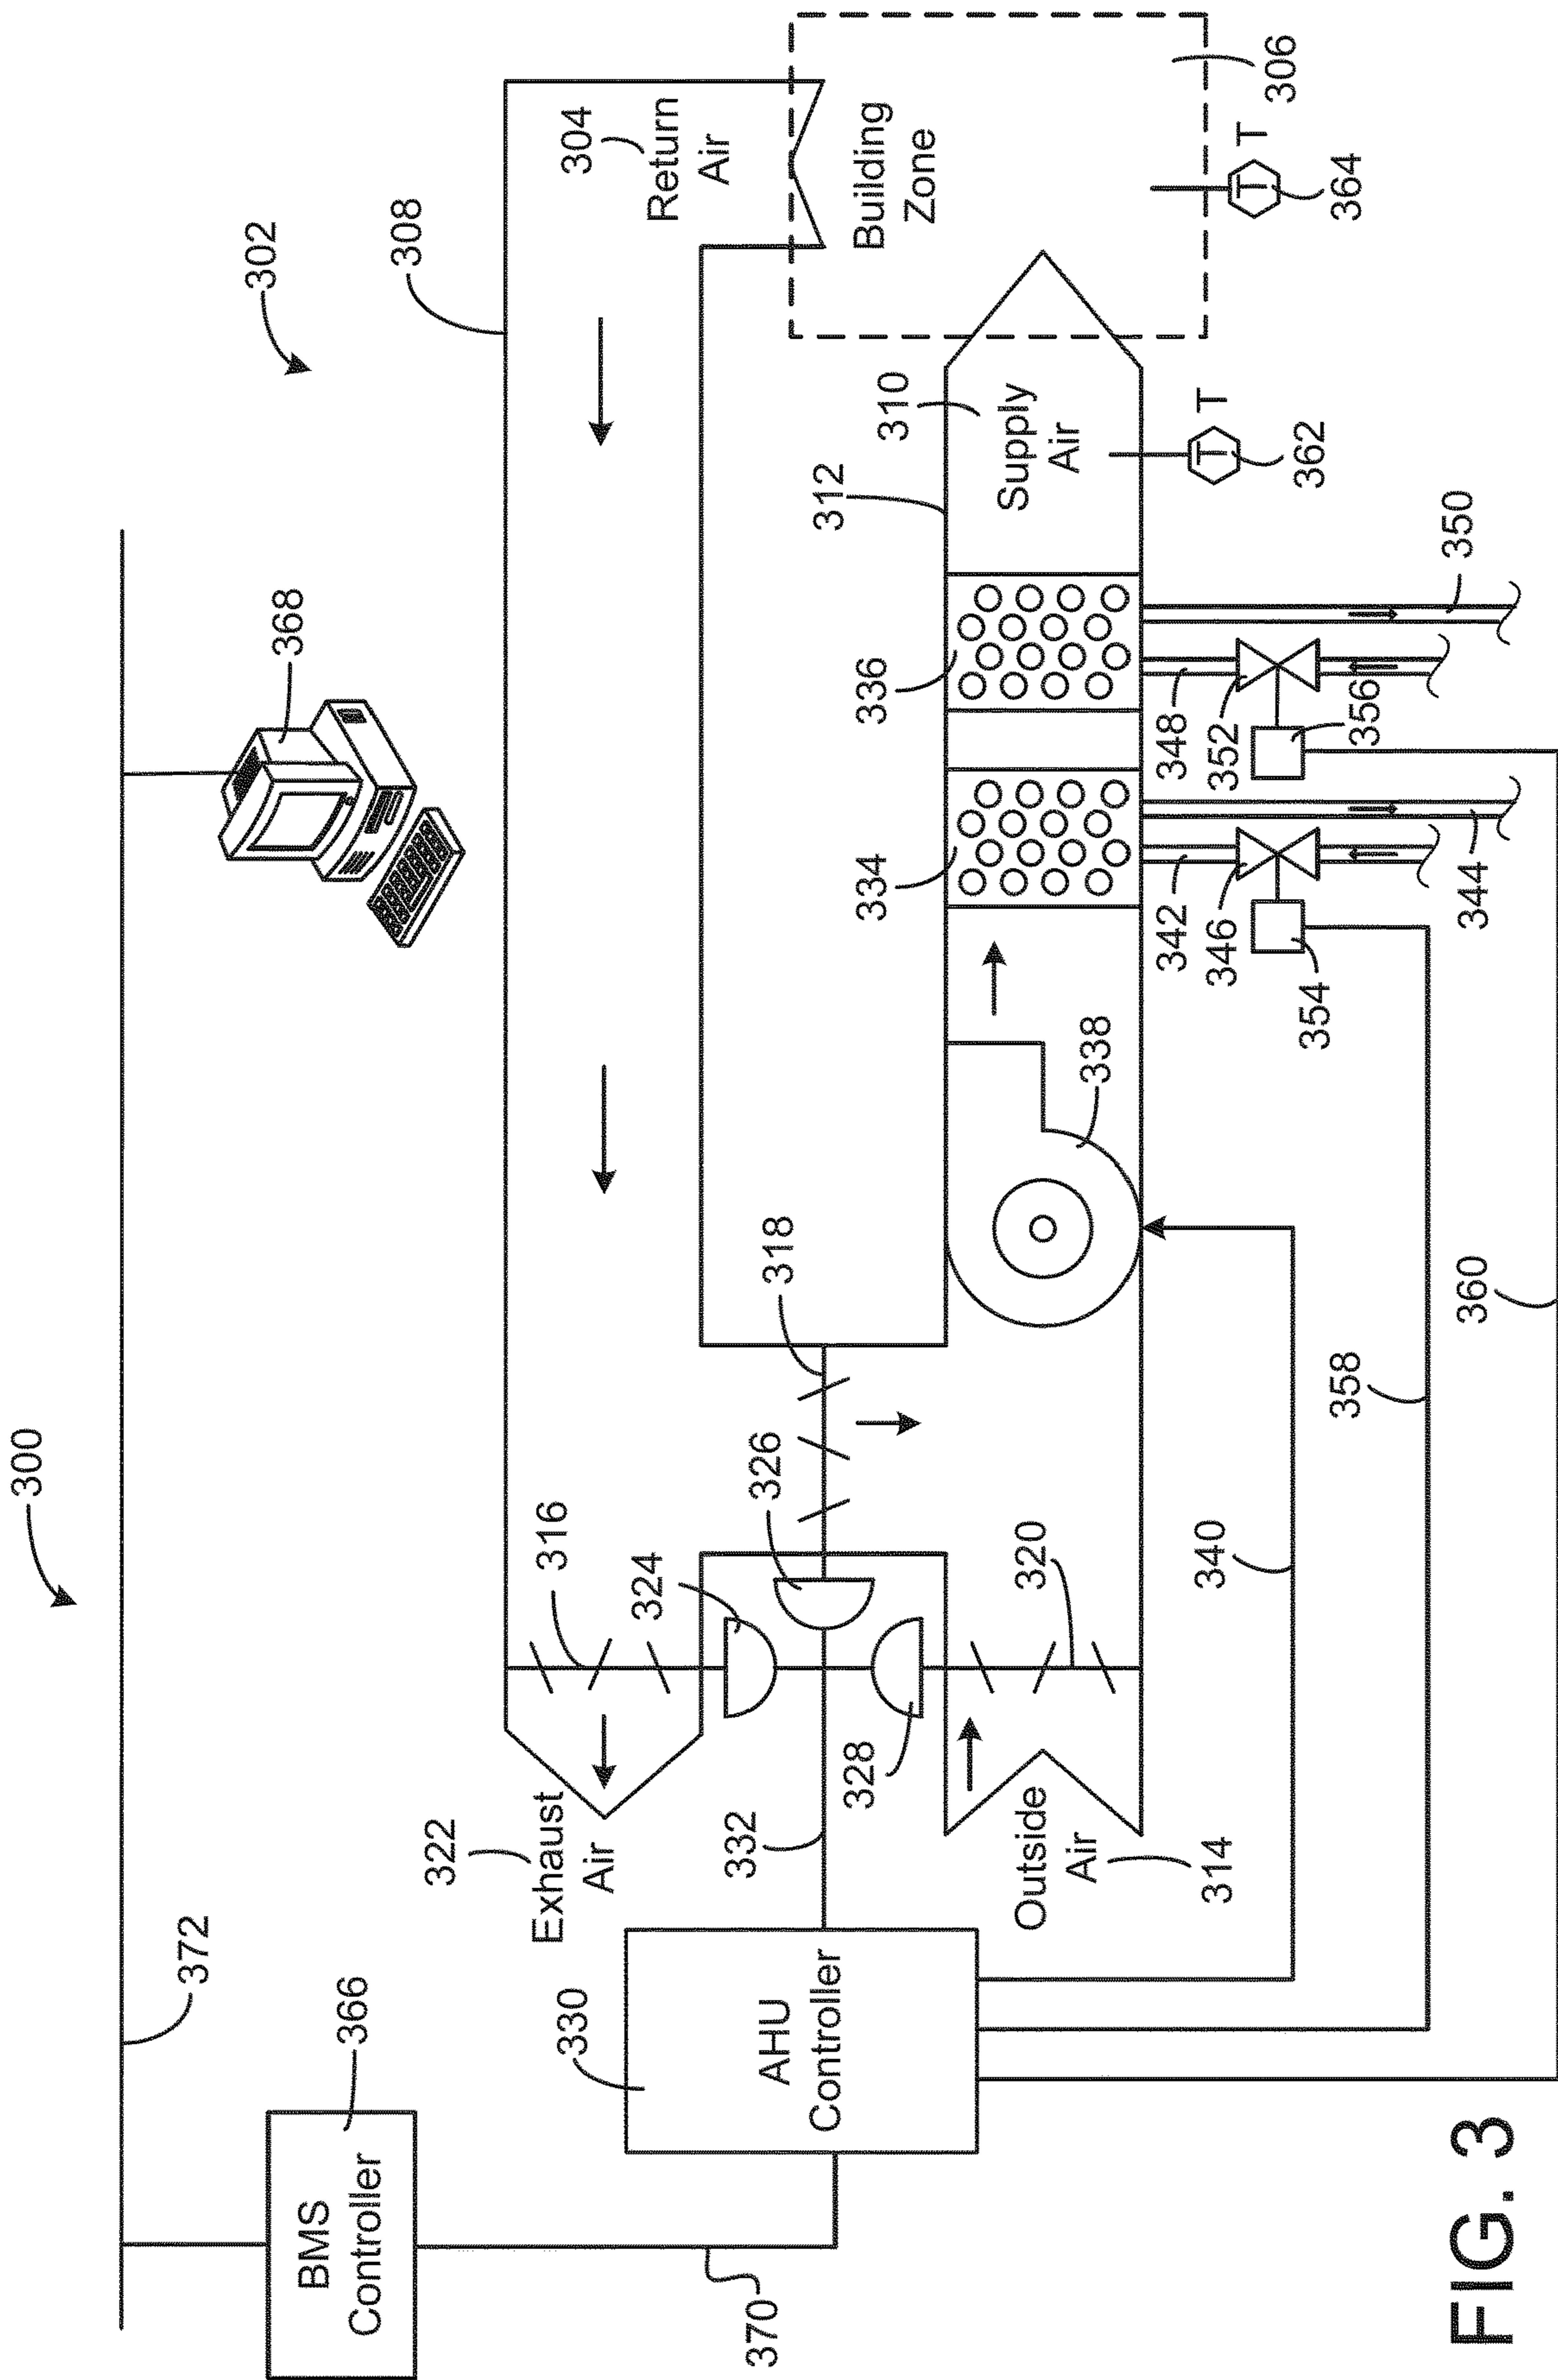 300
372
368
302
366
BMS
Controller
370
308
322
Exhaust
Air
316
324
304
Return
Air
330
AHU
Controller
332
326
318
328
Building
Zone
306
312
310
Supply
Air
334
336
338
Outside
Air
314
320
340
342
346
354
344
348
352
356
350
362
T
T
364
T
T
358
360
FIG. 3